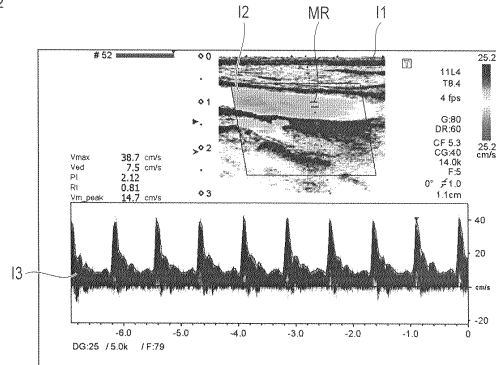 I2 MR I1
# 52
0
25.2
11L4
T8.4
4 fps
1
G:80
DR:60
25.2
cm/s
CF 5.3
CG:40
14.0k
F:5
0° 1.0
1.1cm
2
3
Vmax 38.7 cm/s
Ved 7.5 cm/s
PI 2.12
RI 0.81
Vm_peak 14.7 cm/s
40
20
cm/s
-20
I3
-6.0 -5.0 -4.0 -3.0 -2.0 -1.0 0
DG:25 /5.0k /F:79